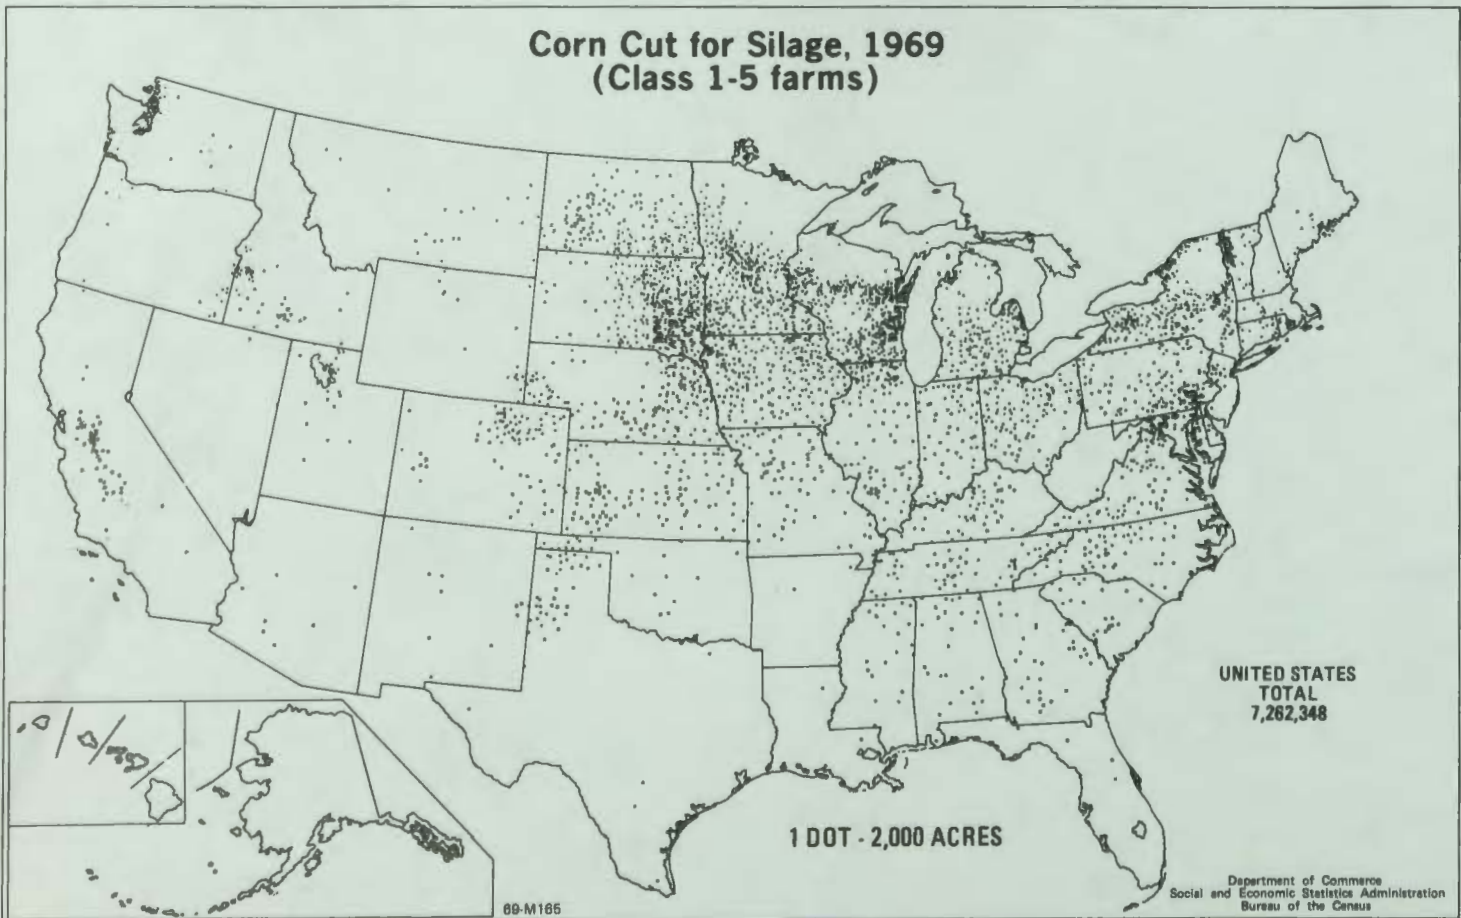 Corn Cut for Silage, 1969
(Class 1-5 farms)
UNITED STATES
TOTAL
7,262,348
1 DOT - 2,000 ACRES
69-M165
Department of Commerce
Social and Economic Statistics Administration
Bureau of the Census